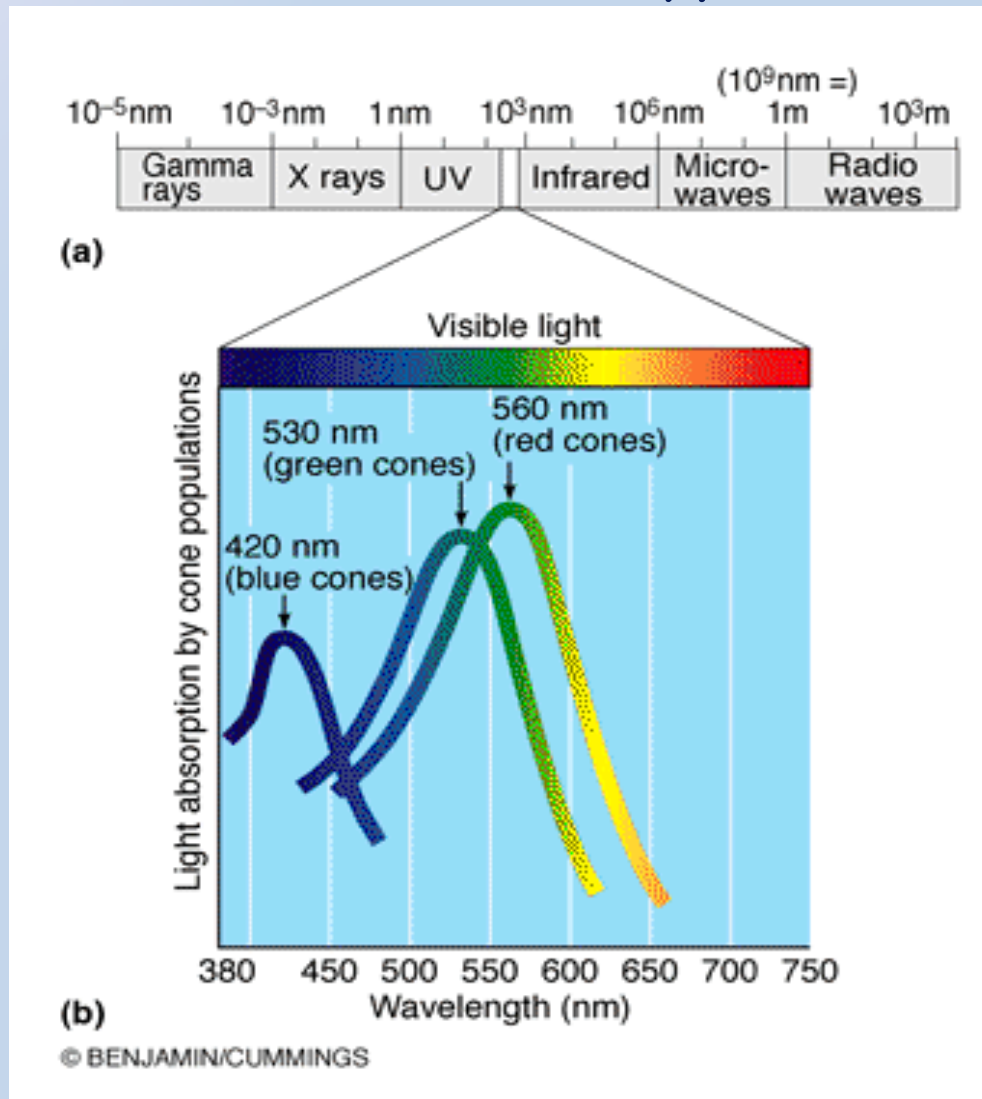 (10⁹nm =)
10⁻⁵nm 10⁻³nm 1nm 10³nm 10⁶nm 1m 10³m
Gamma rays X rays UV Infrared Micro-waves Radio waves
(a)
Visible light
560 nm
(red cones)
530 nm
(green cones)
420 nm
(blue cones)
Light absorption by cone populations
380 450 500 550 600 650 700 750
Wavelength (nm)
(b)
© BENJAMIN/CUMMINGS